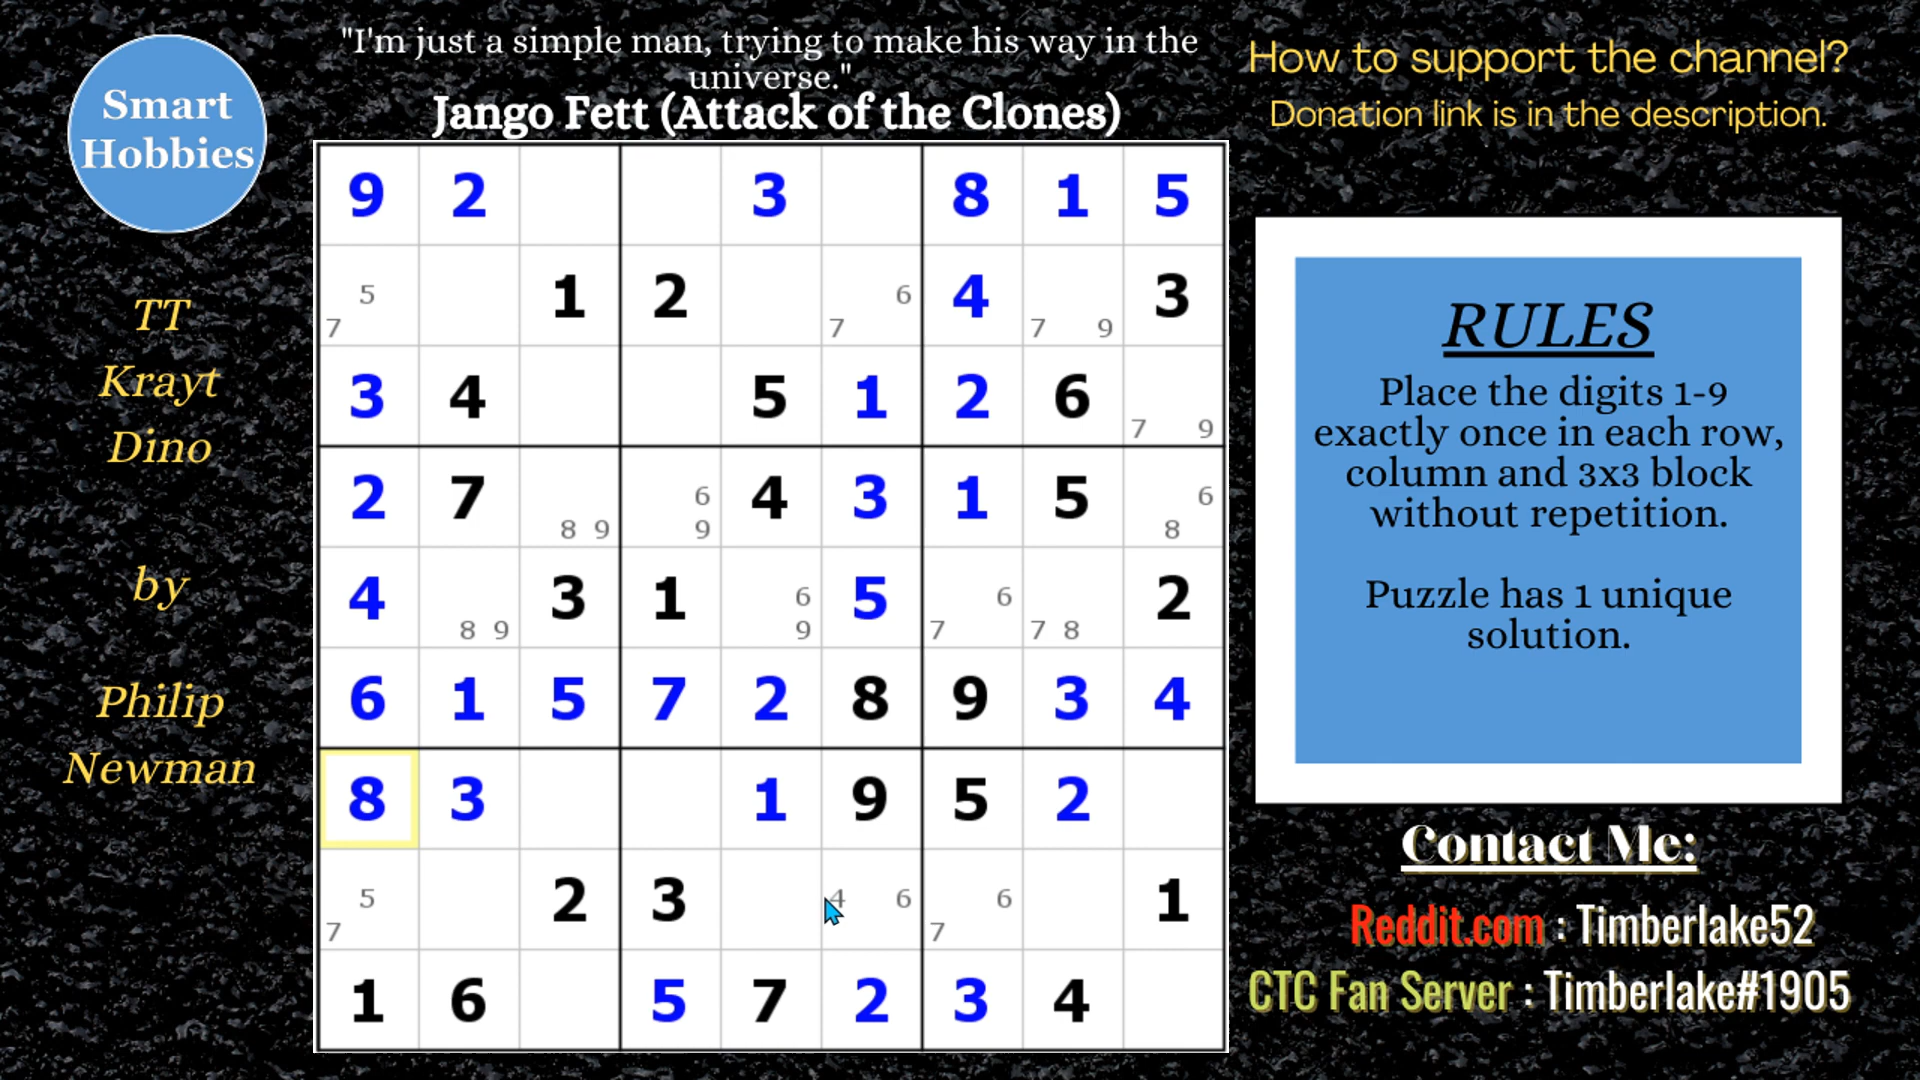 "I'm just a simple man, trying to make his way in the
universe."
Jango Fett (Attack of the Clones)
How to support the channel?
Donation link is in the description.
Smart
Hobbies
TT
Krayt
Dino
by
Philip
Newman
9 2 3 8 1 5
5 7 1 2 6 7 4 7 9 3
3 4 5 1 2 6 7 9
2 7 8 9 6 9 4 3 1 5 6 8
4 8 9 3 1 6 9 5 6 7 7 8 2
6 1 5 7 2 8 9 3 4
8 3 1 9 5 2
5 7 2 3 4 6 6 7 1
1 6 5 7 2 3 4
RULES
Place the digits 1-9
exactly once in each row,
column and 3x3 block
without repetition.
Puzzle has 1 unique
solution.
Contact Me:
Reddit.com : Timberlake52
CTC Fan Server : Timberlake#1905